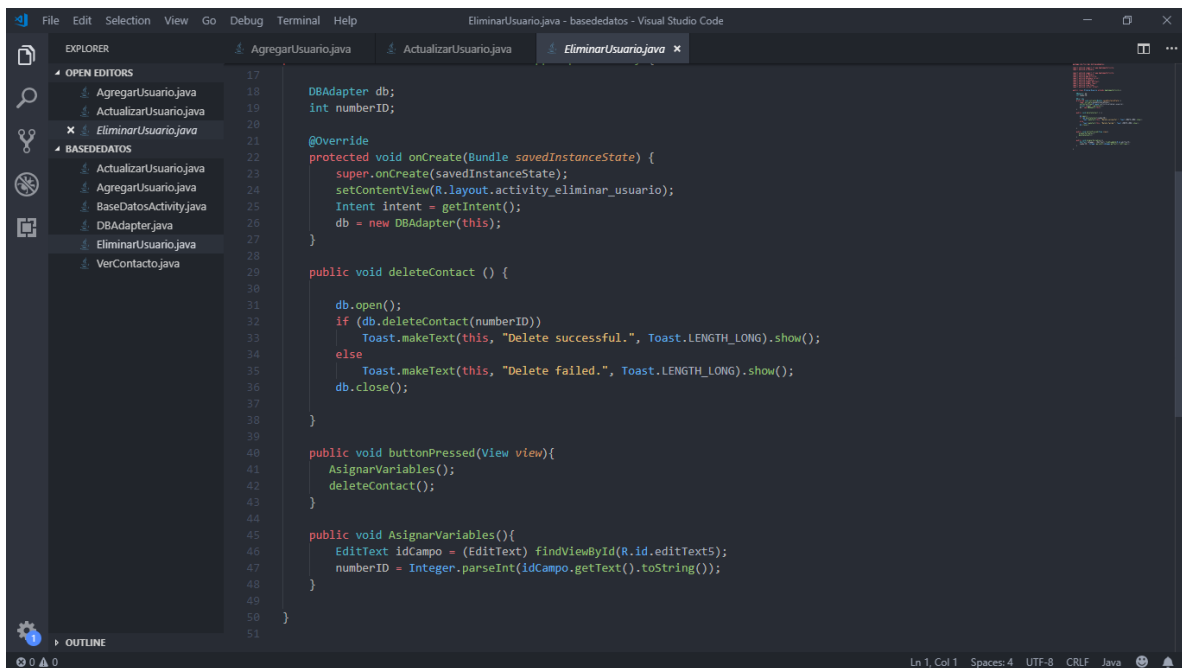 File Edit Selection View Go Debug Terminal Help
EliminarUsuario.java - basededatos - Visual Studio Code
EXPLORER
OPEN EDITORS
AgregarUsuario.java
ActualizarUsuario.java
EliminarUsuario.java
BASEDEDATOS
ActualizarUsuario.java
AgregarUsuario.java
BaseDatosActivity.java
DBAdapter.java
EliminarUsuario.java
VerContacto.java
OUTLINE
1
AgregarUsuario.java
ActualizarUsuario.java
EliminarUsuario.java
17
18 DBAdapter db;
19 int numberID;
20
21 @Override
22 protected void onCreate(Bundle savedInstanceState) {
23 super.onCreate(savedInstanceState);
24 setContentView(R.layout.activity_eliminar_usuario);
25 Intent intent = getIntent();
26 db = new DBAdapter(this);
27 }
28
29 public void deleteContact () {
30
31 db.open();
32 if (db.deleteContact(numberID))
33 Toast.makeText(this, "Delete successful.", Toast.LENGTH_LONG).show();
34 else
35 Toast.makeText(this, "Delete failed.", Toast.LENGTH_LONG).show();
36 db.close();
37
38 }
39
40 public void buttonPressed(View view){
41 AsignarVariables();
42 deleteContact();
43 }
44
45 public void AsignarVariables(){
46 EditText idCampo = (EditText) findViewById(R.id.editText5);
47 numberID = Integer.parseInt(idCampo.getText().toString());
48 }
49
50 }
51
0 0
Ln 1, Col 1 Spaces: 4 UTF-8 CRLF Java